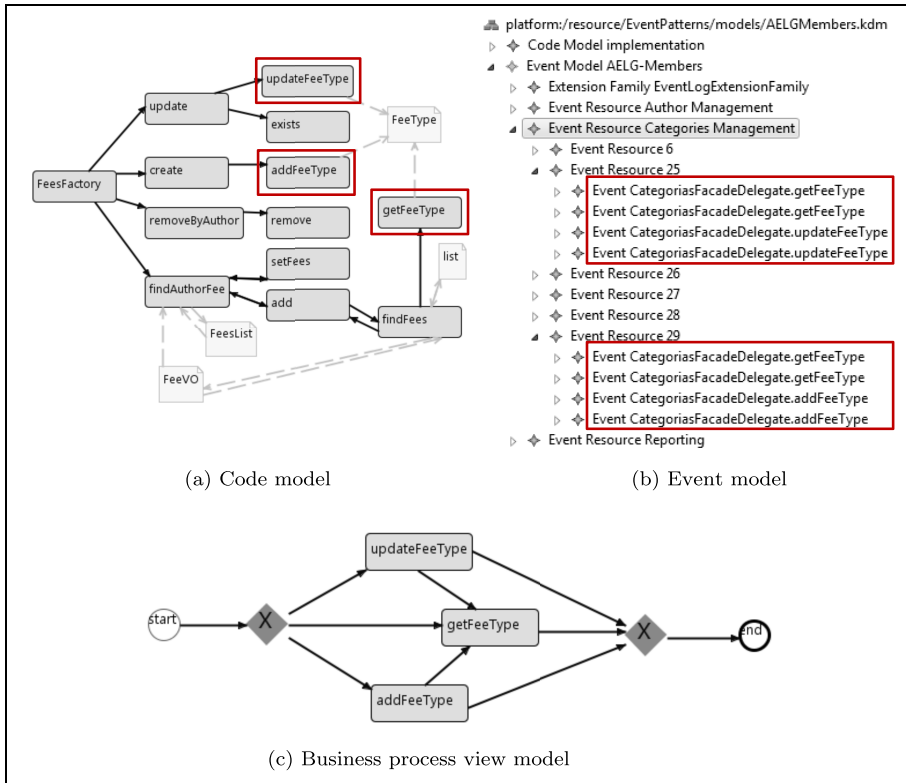 updateFeeType
update
exists
FeeType
create
addFeeType
FeesFactory
getFeeType
removeByAuthor
remove
setFees
list
findAuthorFee
add
findFees
FeesList
FeeVO
(a) Code model
platform:/resource/EventPatterns/models/AELGMembers.kdm
Code Model implementation
Event Model AELG-Members
Extension Family EventLogExtensionFamily
Event Resource Author Management
Event Resource Categories Management
Event Resource 6
Event Resource 25
Event CategoriasFacadeDelegate.getFeeType
Event CategoriasFacadeDelegate.getFeeType
Event CategoriasFacadeDelegate.updateFeeType
Event CategoriasFacadeDelegate.updateFeeType
Event Resource 26
Event Resource 27
Event Resource 28
Event Resource 29
Event CategoriasFacadeDelegate.getFeeType
Event CategoriasFacadeDelegate.getFeeType
Event CategoriasFacadeDelegate.addFeeType
Event CategoriasFacadeDelegate.addFeeType
Event Resource Reporting
(b) Event model
updateFeeType
start
X
getFeeType
X
end
addFeeType
(c) Business process view model